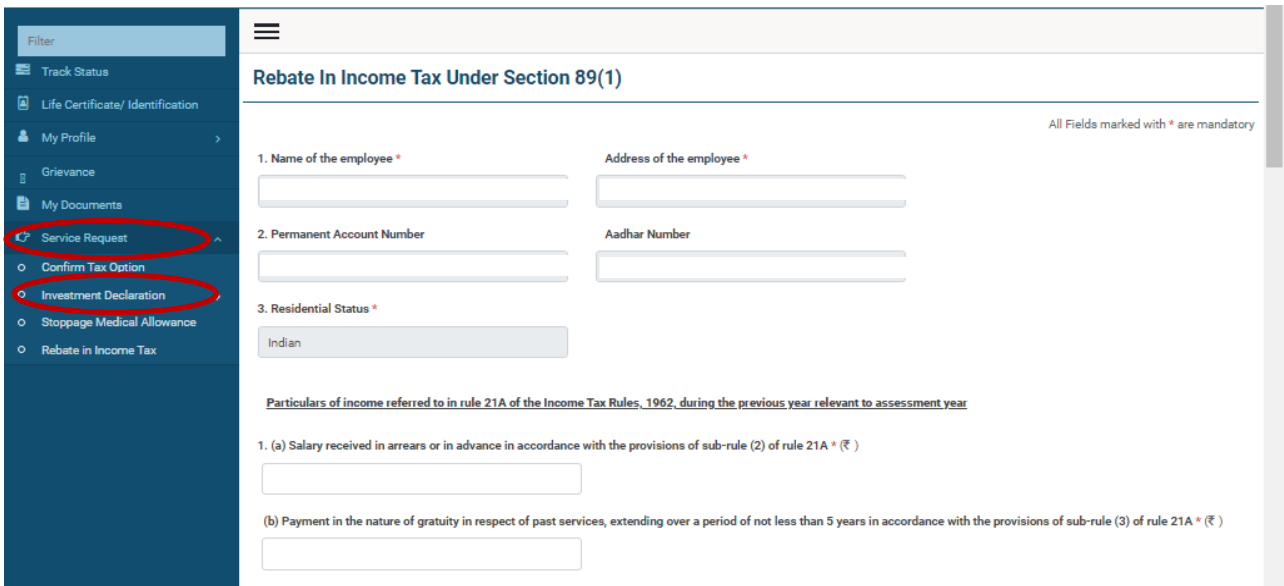 Filter
Track Status
Life Certificate/ Identification
My Profile
Grievance
My Documents
Service Request
Confirm Tax Option
Investment Declaration
Stoppage Medical Allowance
Rebate in Income Tax
Rebate In Income Tax Under Section 89(1)
All Fields marked with * are mandatory
1. Name of the employee * Address of the employee *
2. Permanent Account Number Aadhar Number
3. Residential Status *
Indian
Particulars of income referred to in rule 21A of the Income Tax Rules, 1962, during the previous year relevant to assessment year
1. (a) Salary received in arrears or in advance in accordance with the provisions of sub-rule (2) of rule 21A * (₹ )
(b) Payment in the nature of gratuity in respect of past services, extending over a period of not less than 5 years in accordance with the provisions of sub-rule (3) of rule 21A * (₹ )